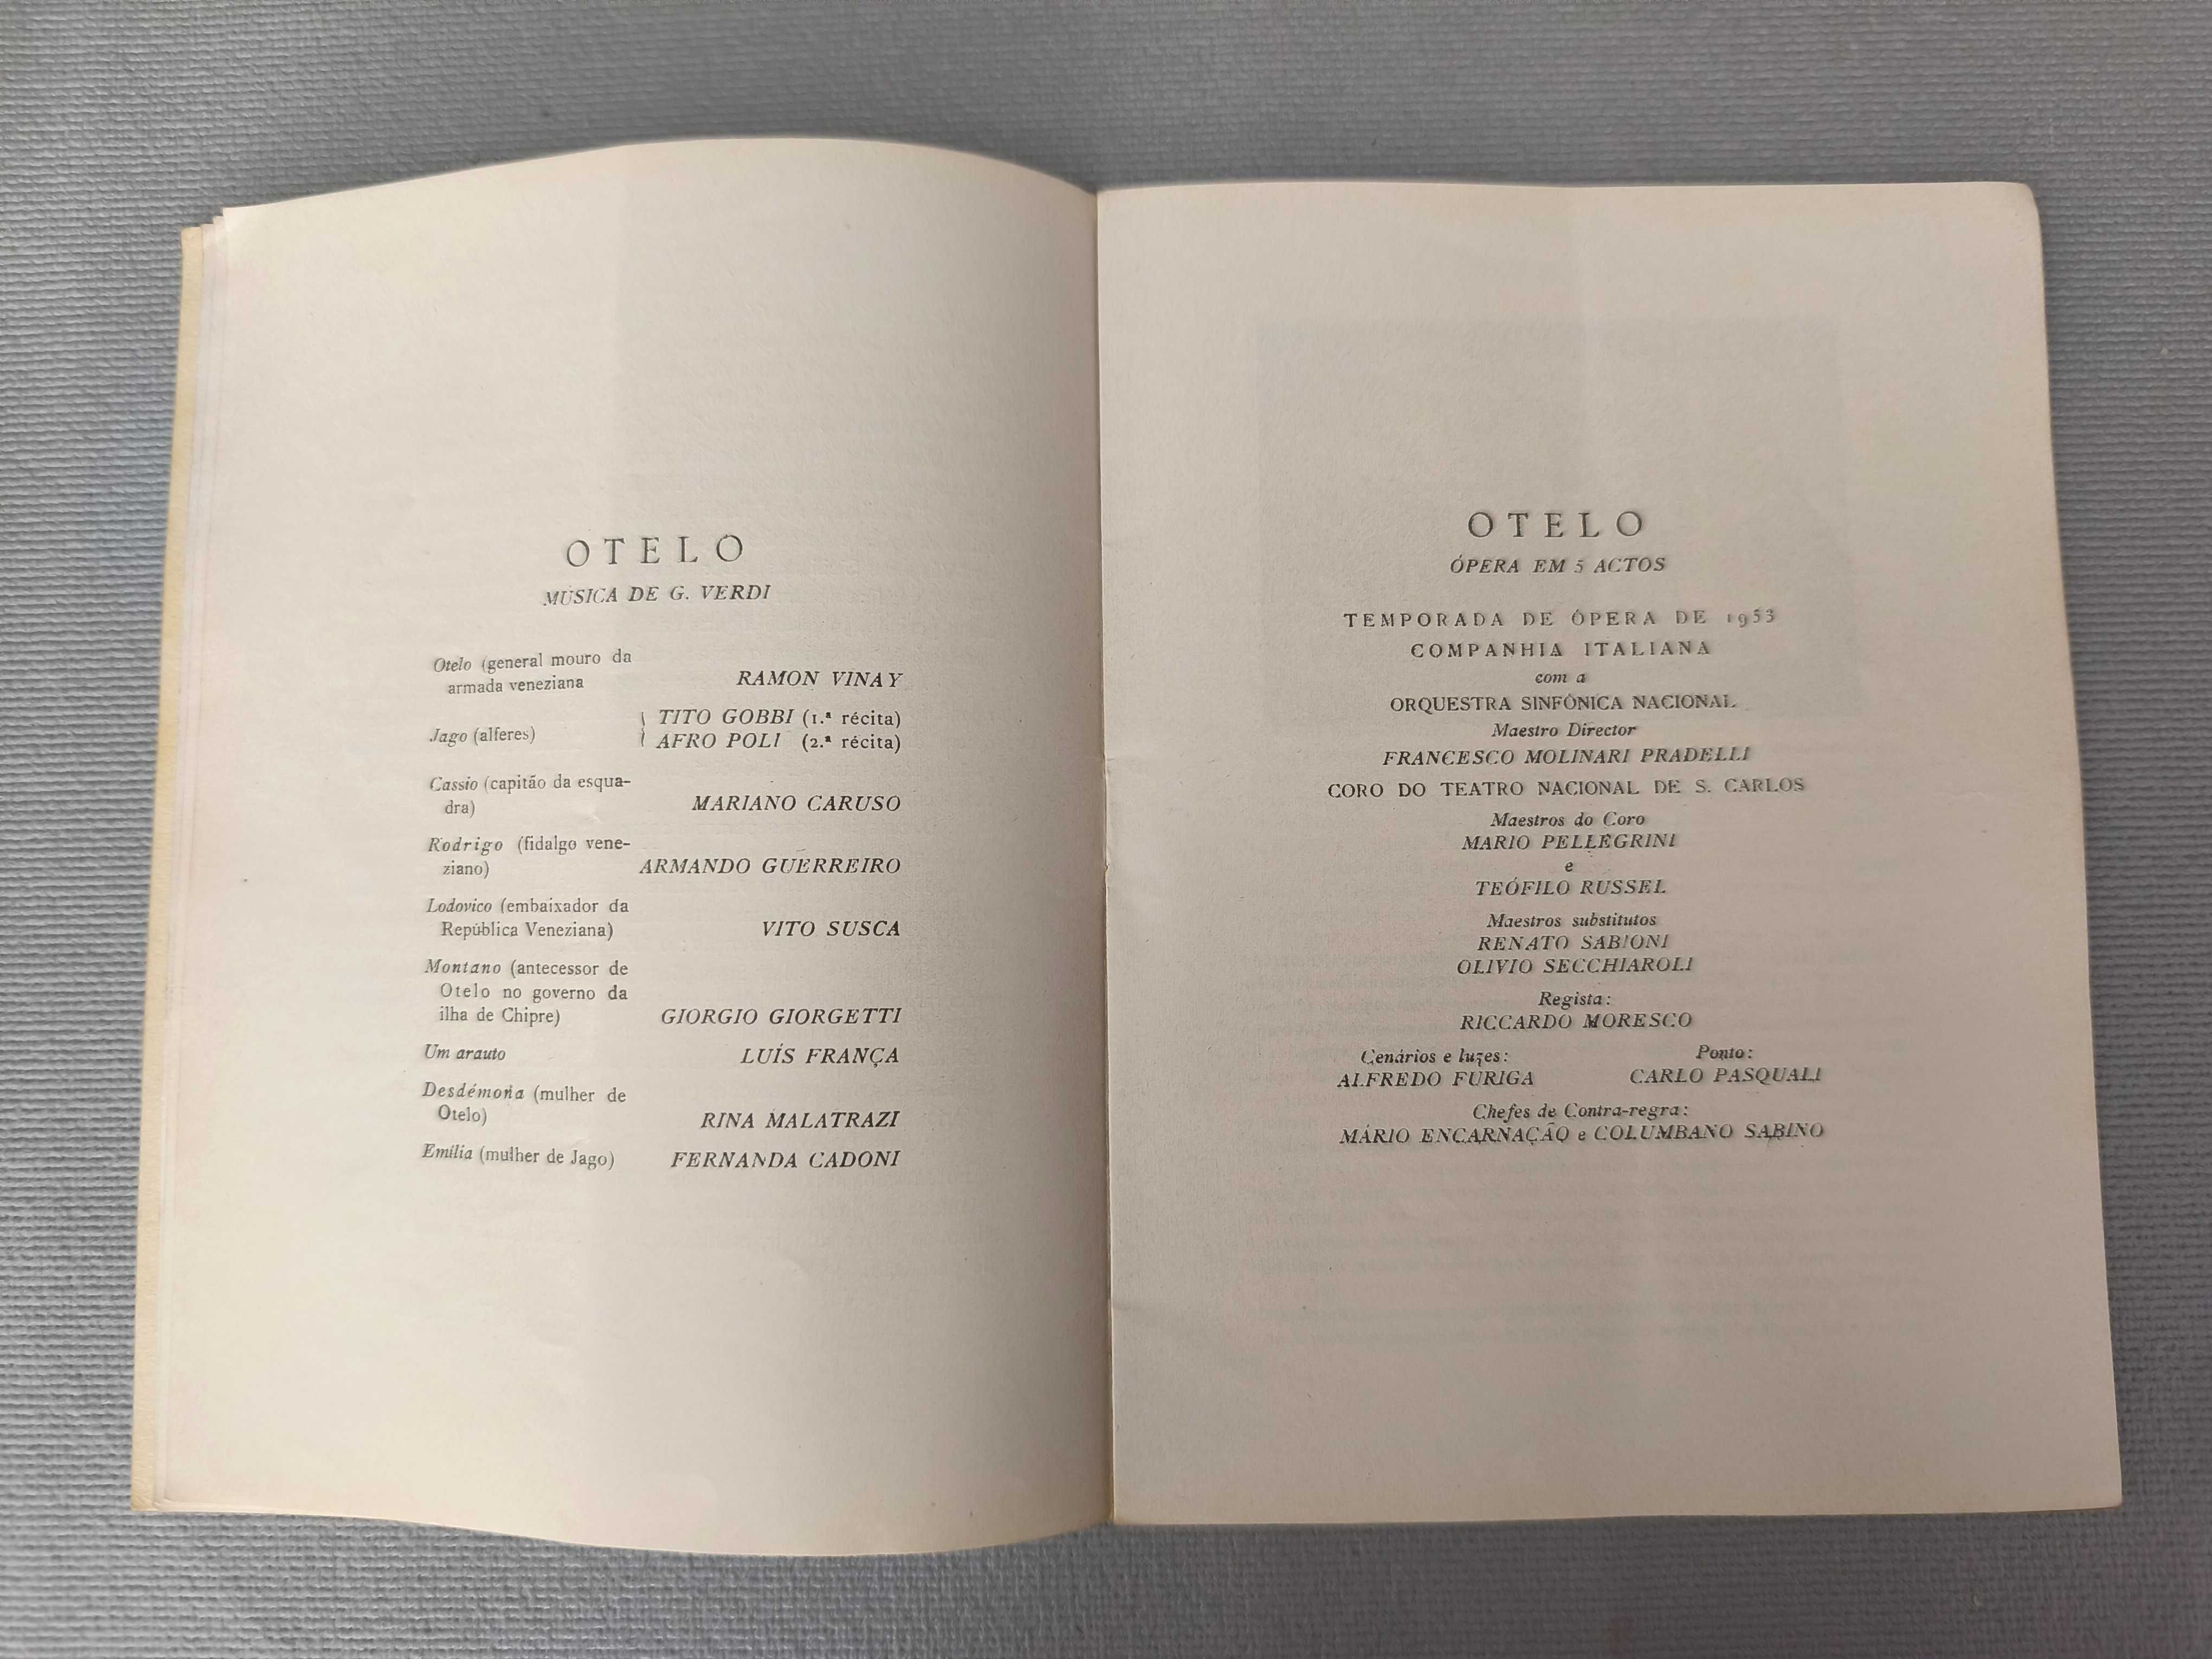 OTELO
MÚSICA DE G. VERDI
Otelo (general mouro da
armada veneziana
RAMON VINAY
Jago (alferes)
TITO GOBBI (1.ª récita)
AFRO POLI (2.ª récita)
Cassio (capitão da esqua-
dra)
MARIANO CARUSO
Rodrigo (fidalgo vene-
ziano)
ARMANDO GUERREIRO
Lodovico (embaixador da
República Veneziana)
VITO SUSCA
Montano (antecessor de
Otelo no governo da
ilha de Chipre)
GIORGIO GIORGETTI
Um arauto
LUÍS FRANÇA
Desdémona (mulher de
Otelo)
RINA MALATRAZI
Emília (mulher de Jago)
FERNANDA CADONI
OTELO
ÓPERA EM 5 ACTOS
TEMPORADA DE ÓPERA DE 1953
COMPANHIA ITALIANA
com a
ORQUESTRA SINFÓNICA NACIONAL
Maestro Director
FRANCESCO MOLINARI PRADELLI
CORO DO TEATRO NACIONAL DE S. CARLOS
Maestros do Coro
MARIO PELLEGRINI
e
TEÓFILO RUSSEL
Maestros substitutos
RENATO SABIONI
OLIVIO SECCHIAROLI
Regista:
RICCARDO MORESCO
Cenários e luzes:
ALFREDO FURIGA
Ponto:
CARLO PASQUALI
Chefes de Contra-regra:
MÁRIO ENCARNAÇÃO e COLUMBANO SABINO